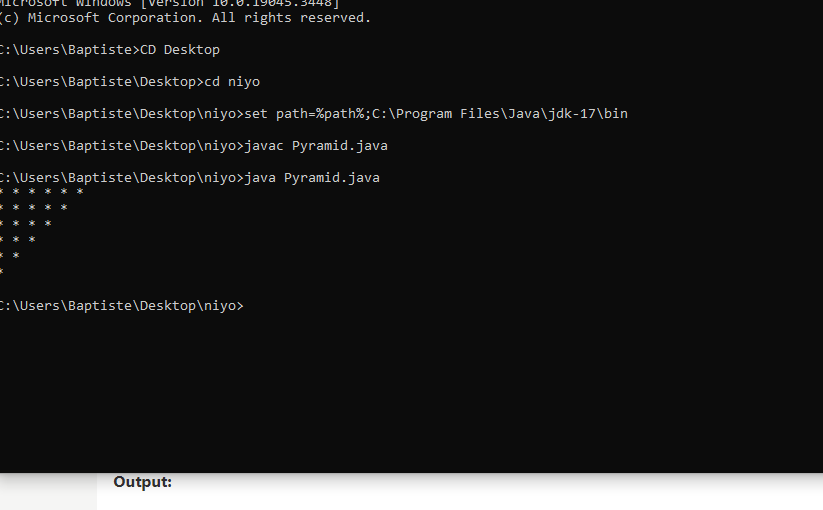 Microsoft Windows [Version 10.0.19045.3448]
(c) Microsoft Corporation. All rights reserved.
C:\Users\Baptiste>CD Desktop
C:\Users\Baptiste\Desktop>cd niyo
C:\Users\Baptiste\Desktop\niyo>set path=%path%;C:\Program Files\Java\jdk-17\bin
C:\Users\Baptiste\Desktop\niyo>javac Pyramid.java
C:\Users\Baptiste\Desktop\niyo>java Pyramid.java
* * * * * *
* * * * *
* * * *
* * *
* *
*
C:\Users\Baptiste\Desktop\niyo>
Output: